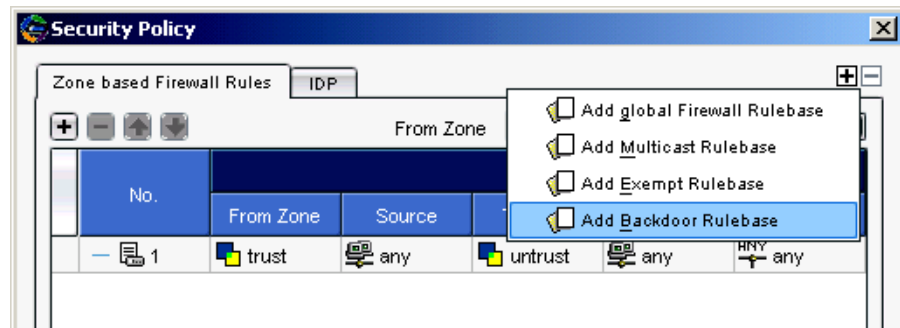 Security Policy
Zone based Firewall Rules IDP
From Zone
Add global Firewall Rulebase
Add Multicast Rulebase
Add Exempt Rulebase
Add Backdoor Rulebase
No. From Zone Source
1 trust any untrust any any